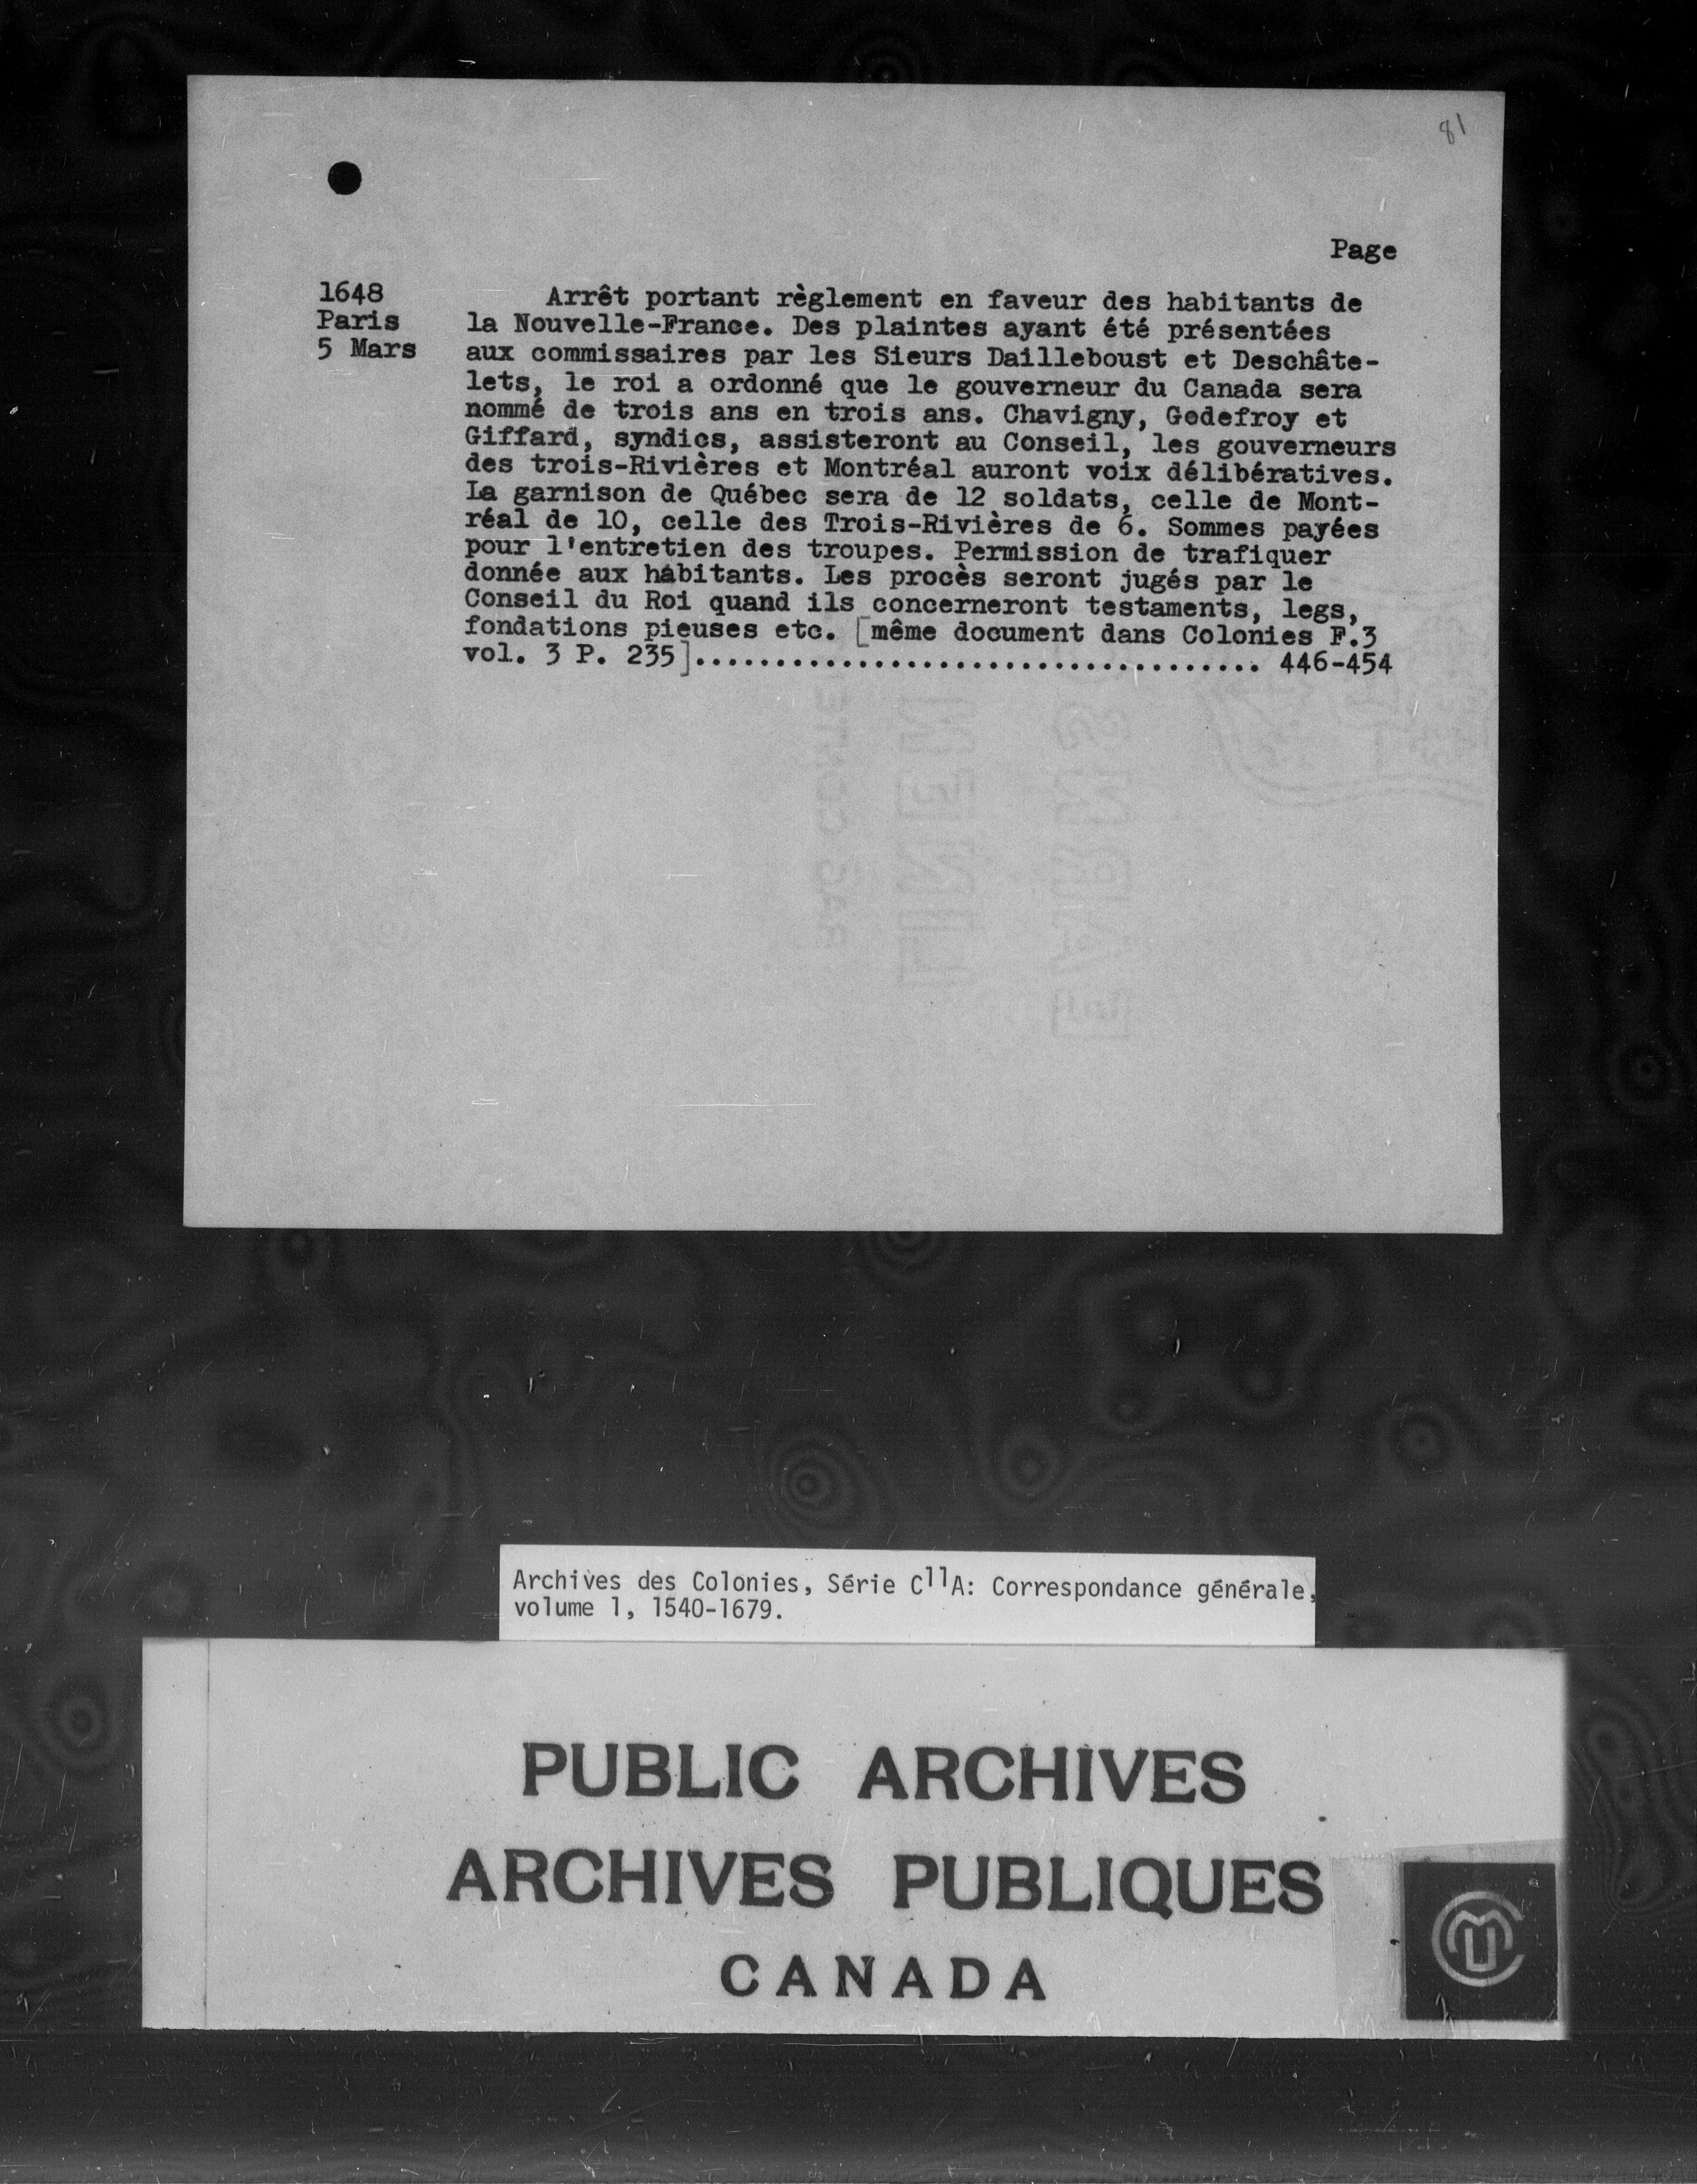 81
Page
1648
Paris
5 Mars
Arrêt portant règlement en faveur des habitants de
la Nouvelle-France. Des plaintes ayant été présentées
aux commissaires par les Sieurs Dailleboust et Deschâte-
lets, le roi a ordonné que le gouverneur du Canada sera
nommé de trois ans en trois ans. Chavigny, Godefroy et
Giffard, syndics, assisteront au Conseil, les gouverneurs
des trois-Rivières et Montréal auront voix délibératives.
La garnison de Québec sera de 12 soldats, celle de Mont-
réal de 10, celle des Trois-Rivières de 6. Sommes payées
pour l'entretien des troupes. Permission de trafiquer
donnée aux habitants. Les procès seront jugés par le
Conseil du Roi quand ils concerneront testaments, legs,
fondations pieuses etc. [même document dans Colonies F.3
vol. 3 P. 235]................................... 446-454
Archives des Colonies, Série C11A: Correspondance générale,
volume 1, 1540-1679.
PUBLIC ARCHIVES
ARCHIVES PUBLIQUES
CANADA